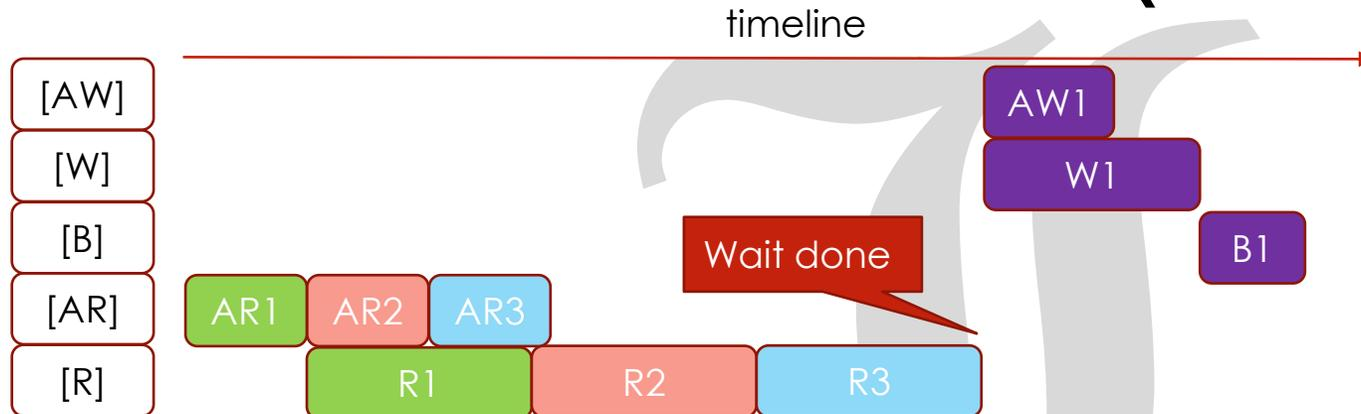 timeline
[AW]
AW1
[W]
W1
[B]
Wait done
B1
[AR]
AR1
AR2
AR3
[R]
R1
R2
R3